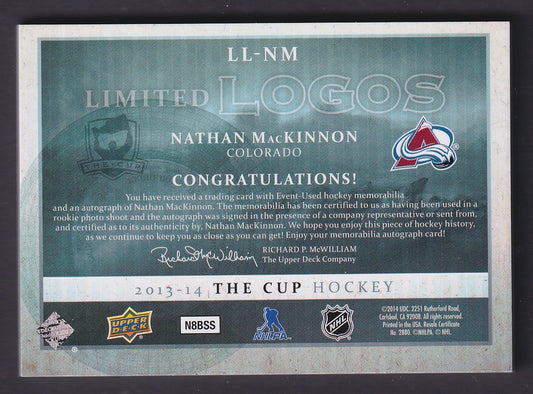 LL-NM
LIMITED LOGOS
THE CUP
NATHAN MacKINNON
COLORADO
CONGRATULATIONS!
You have received a trading card with Event-Used hockey memorabilia
and an autograph of Nathan MacKinnon. The memorabilia has been certified to us as having been used in a
rookie photo shoot and the autograph was signed in the presence of a company representative or sent from,
and certified as to its authenticity by, Nathan MacKinnon. We hope you enjoy this piece of hockey history,
as we continue to keep you as close as you can get! Enjoy your memorabilia autograph card!
Richard P. McWilliam
RICHARD P. McWILLIAM
The Upper Deck Company
2013-14 THE CUP HOCKEY
UPPER DECK
N8BSS
NHLPA
NHL
©2014 UDC. 2251 Rutherford Road,
Carlsbad, CA 92008. All rights reserved.
Printed in the USA. Resale Certificate
No. 2880. ©NHLPA. © NHL.